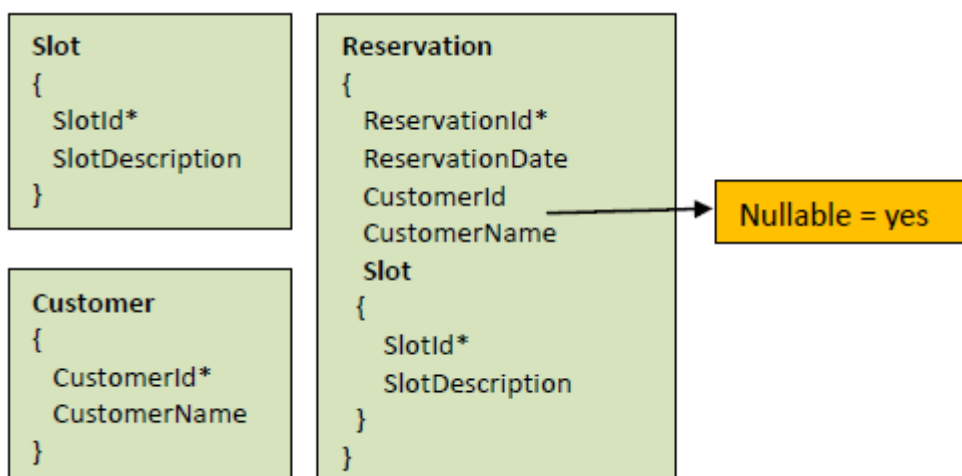 Slot
{
SlotId*
SlotDescription
}
Customer
{
CustomerId*
CustomerName
}
Reservation
{
ReservationId*
ReservationDate
CustomerId
CustomerName
Slot
{
SlotId*
SlotDescription
}
}
Nullable = yes